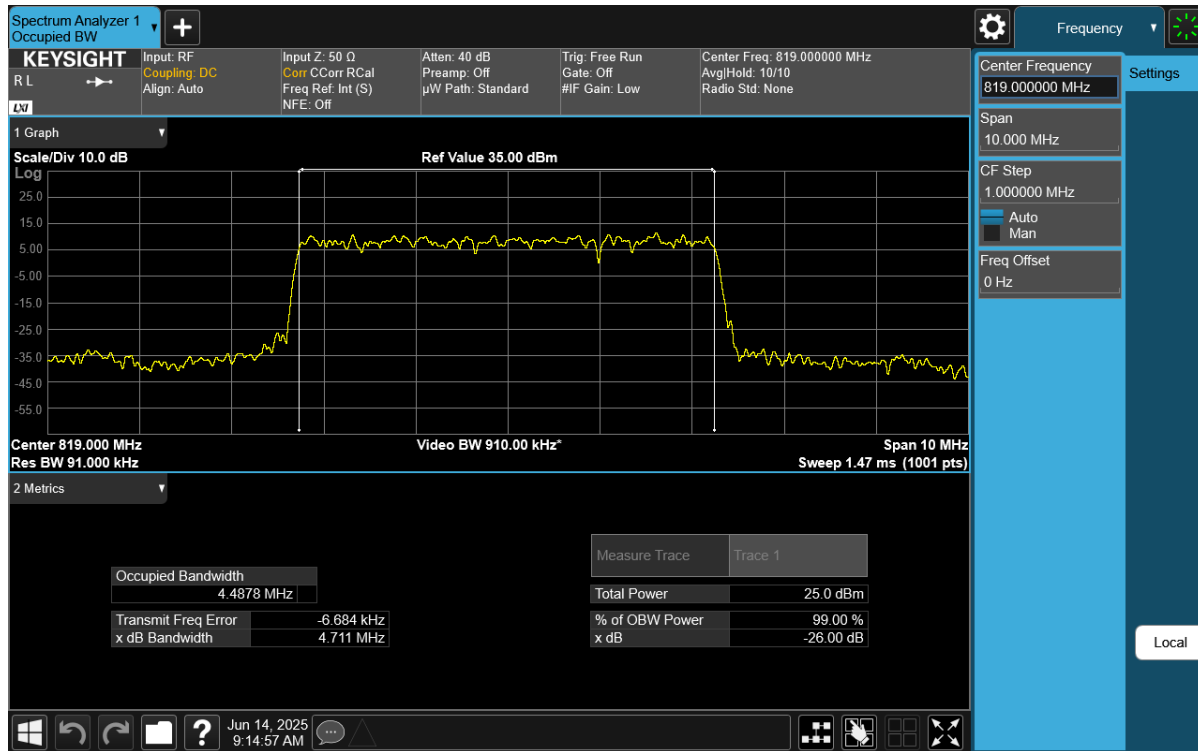 Spectrum Analyzer 1
Occupied BW
Frequency
KEYSIGHT
R L
LXI
Input: RF
Coupling: DC
Align: Auto
Input Z: 50 Ω
Corr CCorr RCal
Freq Ref: Int (S)
NFE: Off
Atten: 40 dB
Preamp: Off
µW Path: Standard
Trig: Free Run
Gate: Off
#IF Gain: Low
Center Freq: 819.000000 MHz
Avg|Hold: 10/10
Radio Std: None
Center Frequency
819.000000 MHz
Settings
Span
10.000 MHz
CF Step
1.000000 MHz
Auto
Man
Freq Offset
0 Hz
Local
1 Graph
Scale/Div 10.0 dB
Ref Value 35.00 dBm
Log
25.0
15.0
5.00
-5.00
-15.0
-25.0
-35.0
-45.0
-55.0
Center 819.000 MHz
Video BW 910.00 kHz*
Span 10 MHz
Res BW 91.000 kHz
Sweep 1.47 ms (1001 pts)
2 Metrics
Measure Trace
Trace 1
Occupied Bandwidth
4.4878 MHz
Total Power
25.0 dBm
Transmit Freq Error
-6.684 kHz
% of OBW Power
99.00 %
x dB Bandwidth
4.711 MHz
x dB
-26.00 dB
?
Jun 14, 2025
9:14:57 AM